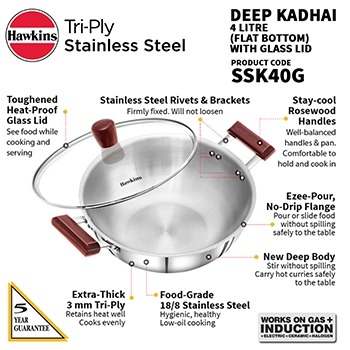 Hawkins
Tri-Ply
Stainless Steel
DEEP KADHAI
4 LITRE
(FLAT BOTTOM)
WITH GLASS LID
PRODUCT CODE
SSK40G
Toughened
Heat-Proof
Glass Lid
See food while
cooking and
serving
Stainless Steel Rivets & Brackets
Firmly fixed. Will not loosen
Stay-cool
Rosewood
Handles
Well-balanced
handles & pan.
Comfortable to
hold and cook in
Hawkins
Ezee-Pour,
No-Drip Flange
Pour or slide food
without spilling
safely to the table
New Deep Body
Stir without spilling
Carry hot curries safely
to the table
5
YEAR
GUARANTEE
Extra-Thick
3 mm Tri-Ply
Retains heat well
Cooks evenly
Food-Grade
18/8 Stainless Steel
Hygienic, healthy
Low-oil cooking
WORKS ON GAS +
INDUCTION
+ELECTRIC+CERAMIC+HALOGEN